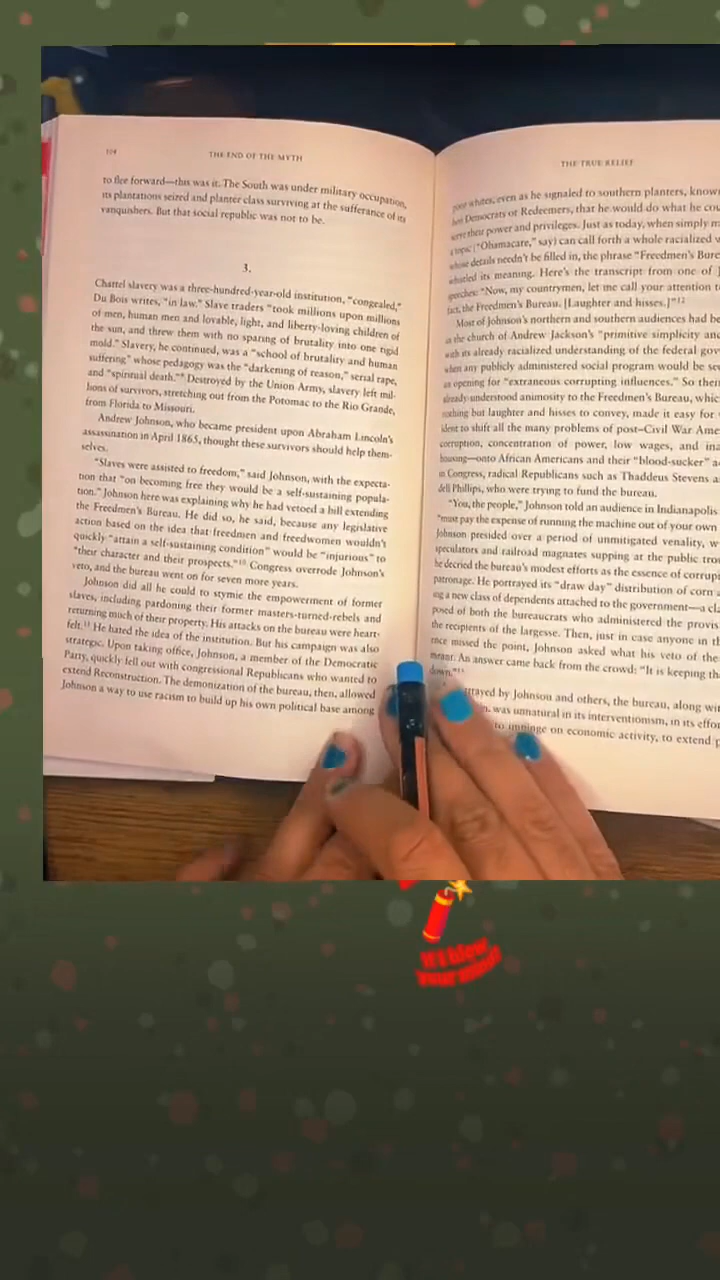 124
THE END OF THE MYTH
to flee forward—this was it. The South was under military occupation,
its plantations seized and planter class surviving at the sufferance of its
vanquishers. But that social republic was not to be.
3.
Chattel slavery was a three-hundred-year-old institution, "congealed,"
Du Bois writes, "in law." Slave traders "took millions upon millions
of men, human men and lovable, light, and liberty-loving children of
the sun, and threw them with no sparing of brutality into one rigid
mold." Slavery, he continued, was a "school of brutality and human
suffering" whose pedagogy was the "darkening of reason," serial rape,
and "spiritual death." Destroyed by the Union Army, slavery left mil-
lions of survivors, stretching out from the Potomac to the Rio Grande,
from Florida to Missouri.
Andrew Johnson, who became president upon Abraham Lincoln's
assassination in April 1865, thought these survivors should help them-
selves.
"Slaves were assisted to freedom," said Johnson, with the expecta-
tion that "on becoming free they would be a self-sustaining popula-
tion." Johnson here was explaining why he had vetoed a bill extending
the Freedmen's Bureau. He did so, he said, because any legislative
action based on the idea that freedmen and freedwomen wouldn't
quickly "attain a self-sustaining condition" would be "injurious" to
"their character and their prospects."10 Congress overrode Johnson's
veto, and the bureau went on for seven more years.
Johnson did all he could to stymie the empowerment of former
slaves, including pardoning their former masters-turned-rebels and
returning much of their property. His attacks on the bureau were heart-
felt.11 He hated the idea of the institution. But his campaign was also
strategic. Upon taking office, Johnson, a member of the Democratic
Party, quickly fell out with congressional Republicans who wanted to
extend Reconstruction. The demonization of the bureau, then, allowed
Johnson a way to use racism to build up his own political base among
THE TRUE RELIEF
poor whites, even as he signaled to southern planters, know
Democrats or Redeemers, that he would do what he cou
serve their power and privileges. Just as today, when simply m
a topic ("Obamacare," say) can call forth a whole racialized
whose details needn't be filled in, the phrase "Freedmen's Bure
whistled its meaning. Here's the transcript from one of J
speeches: "Now, my countrymen, let me call your attention t
fact, the Freedmen's Bureau. [Laughter and hisses.]"12
Most of Johnson's northern and southern audiences had be
in the church of Andrew Jackson's "primitive simplicity and
with its already racialized understanding of the federal gov
when any publicly administered social program would be se
an opening for "extraneous corrupting influences." So then
already understood animosity to the Freedmen's Bureau, whic
nothing but laughter and hisses to convey, made it easy for
ident to shift all the many problems of post–Civil War Ame
corruption, concentration of power, low wages, and ina
housing—onto African Americans and their "blood-sucker" a
in Congress, radical Republicans such as Thaddeus Stevens a
dell Phillips, who were trying to fund the bureau.
"You, the people," Johnson told an audience in Indianapolis
"must pay the expense of running the machine out of your own
Johnson presided over a period of unmitigated venality, w
speculators and railroad magnates supping at the public trou
he decried the bureau's modest efforts as the essence of corrup
patronage. He portrayed its "draw day" distribution of corn a
ing a new class of dependents attached to the government—a cla
posed of both the bureaucrats who administered the provis
the recipients of the largesse. Then, just in case anyone in th
ence missed the point, Johnson asked what his veto of the
meant. An answer came back from the crowd: "It is keeping the
down."
trayed by Johnson and others, the bureau, along wit
was unnatural in its interventionism, in its effor
to impinge on economic activity, to extend p
It'll blow
your mind!